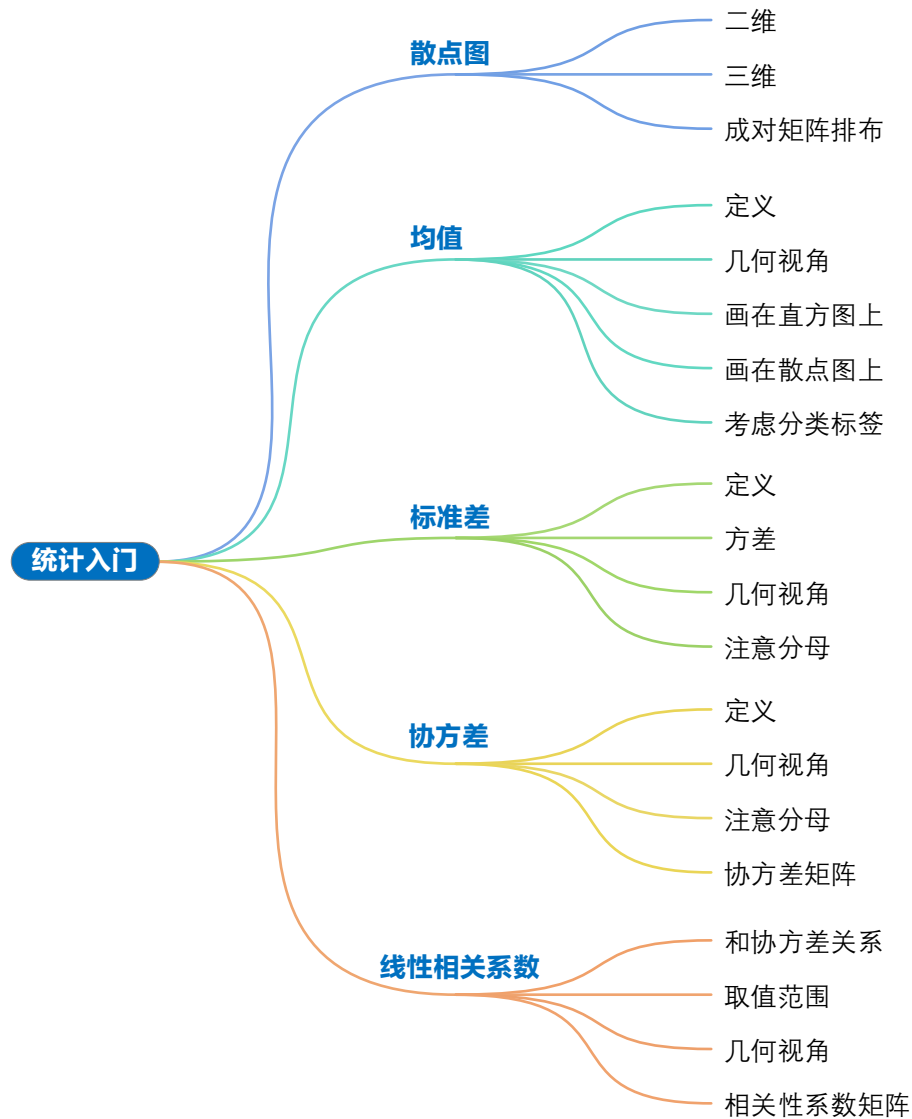 统计入门
散点图
二维
三维
成对矩阵排布
均值
定义
几何视角
画在直方图上
画在散点图上
考虑分类标签
标准差
定义
方差
几何视角
注意分母
协方差
定义
几何视角
注意分母
协方差矩阵
线性相关系数
和协方差关系
取值范围
几何视角
相关性系数矩阵